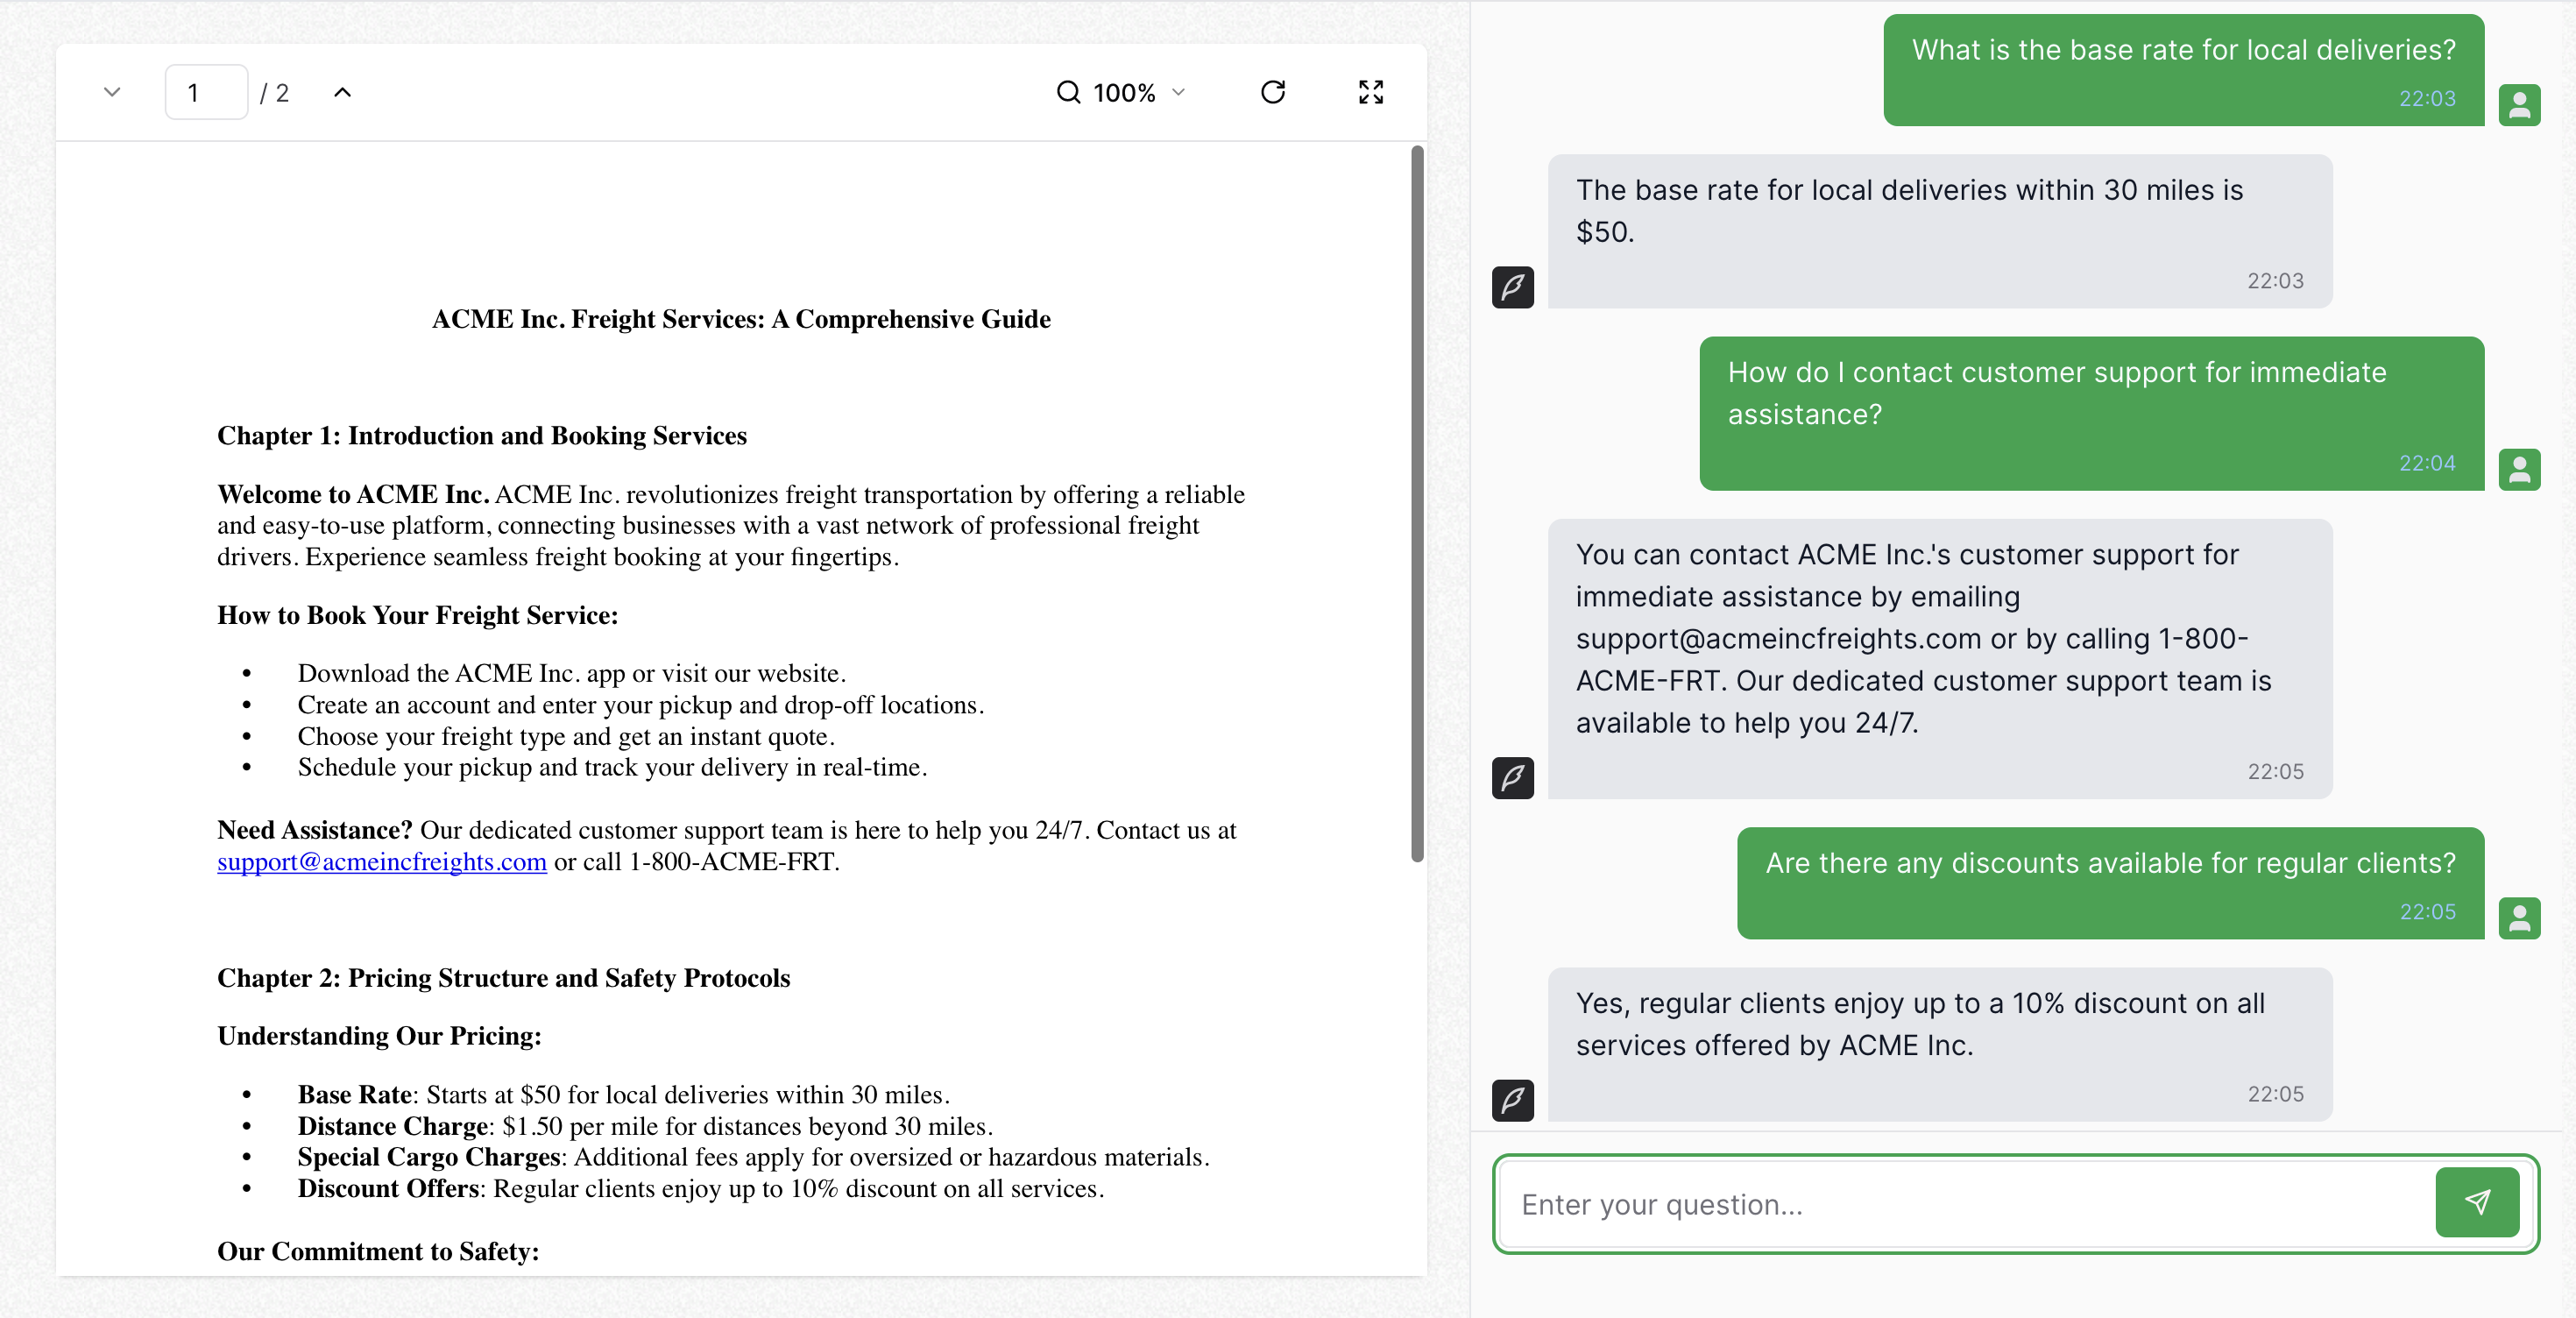 1 / 2
100%
ACME Inc. Freight Services: A Comprehensive Guide
Chapter 1: Introduction and Booking Services
Welcome to ACME Inc. ACME Inc. revolutionizes freight transportation by offering a reliable
and easy-to-use platform, connecting businesses with a vast network of professional freight
drivers. Experience seamless freight booking at your fingertips.
How to Book Your Freight Service:
• Download the ACME Inc. app or visit our website.
• Create an account and enter your pickup and drop-off locations.
• Choose your freight type and get an instant quote.
• Schedule your pickup and track your delivery in real-time.
Need Assistance? Our dedicated customer support team is here to help you 24/7. Contact us at
support@acmeincfreights.com or call 1-800-ACME-FRT.
Chapter 2: Pricing Structure and Safety Protocols
Understanding Our Pricing:
• Base Rate: Starts at $50 for local deliveries within 30 miles.
• Distance Charge: $1.50 per mile for distances beyond 30 miles.
• Special Cargo Charges: Additional fees apply for oversized or hazardous materials.
• Discount Offers: Regular clients enjoy up to 10% discount on all services.
Our Commitment to Safety:
What is the base rate for local deliveries?
22:03
The base rate for local deliveries within 30 miles is
$50.
22:03
How do I contact customer support for immediate
assistance?
22:04
You can contact ACME Inc.'s customer support for
immediate assistance by emailing
support@acmeincfreights.com or by calling 1-800-
ACME-FRT. Our dedicated customer support team is
available to help you 24/7.
22:05
Are there any discounts available for regular clients?
22:05
Yes, regular clients enjoy up to a 10% discount on all
services offered by ACME Inc.
22:05
Enter your question...